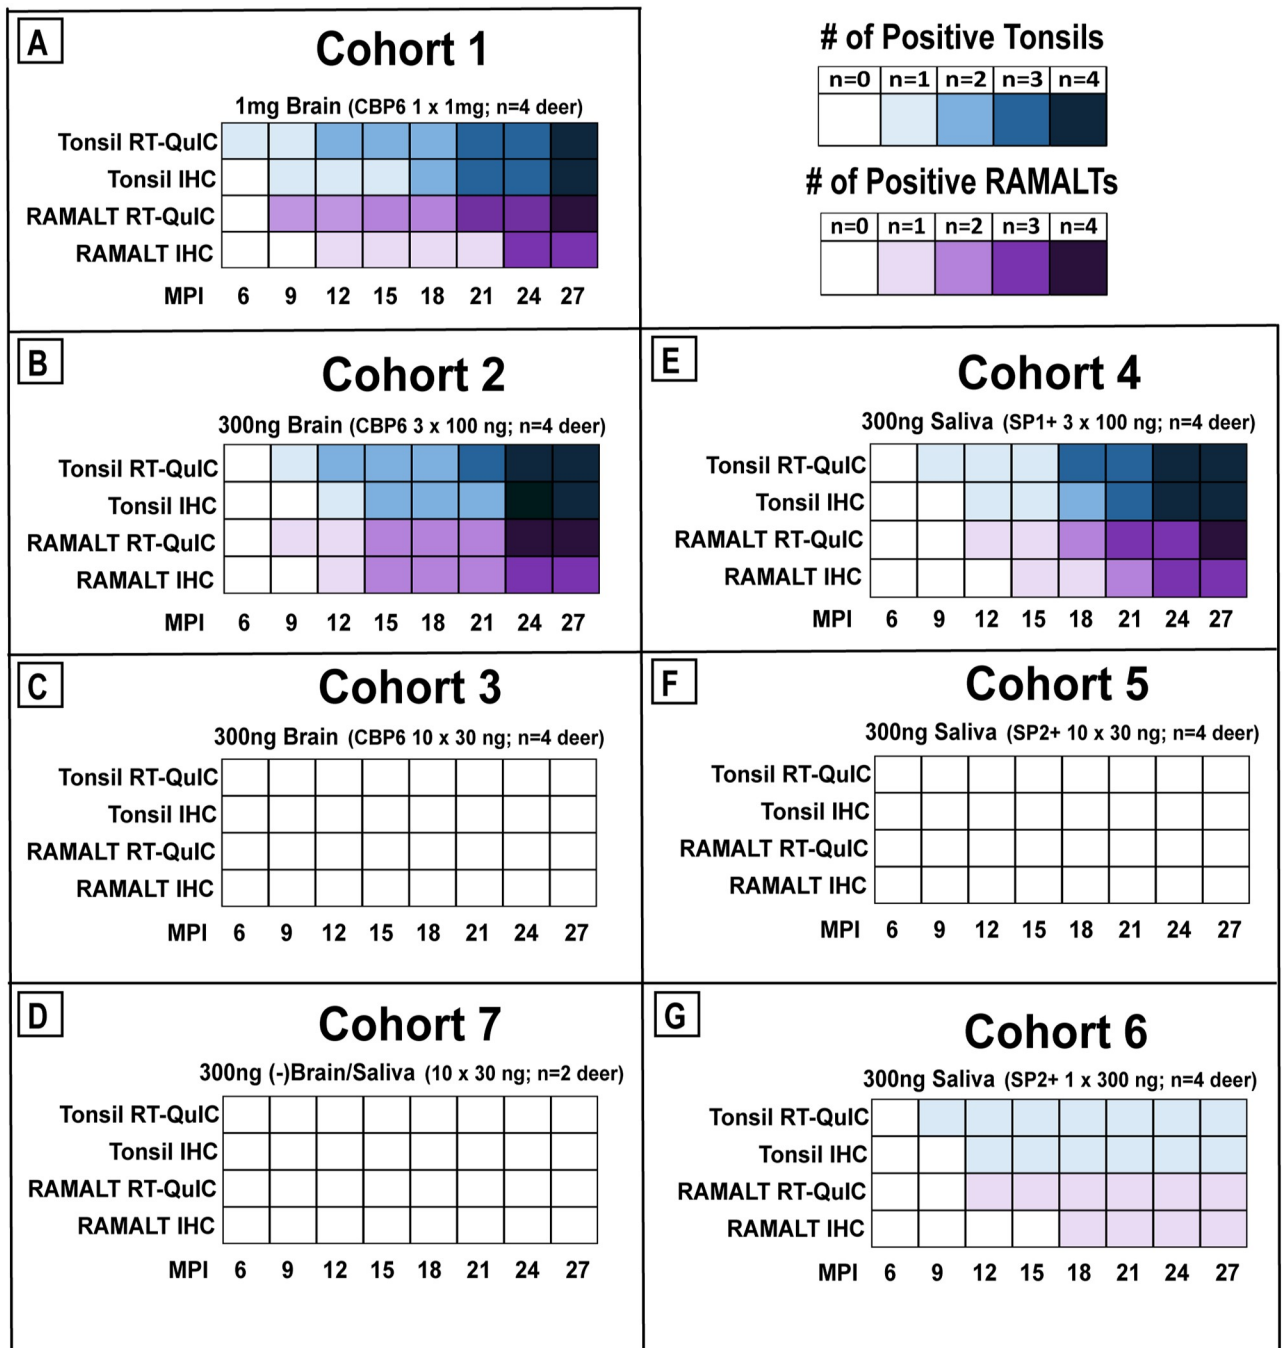 A
Cohort 1
1mg Brain (CBP6 1 x 1mg; n=4 deer)
Tonsil RT-QuIC
Tonsil IHC
RAMALT RT-QuIC
RAMALT IHC
MPI 6 9 12 15 18 21 24 27
# of Positive Tonsils
n=0 n=1 n=2 n=3 n=4
# of Positive RAMALTs
n=0 n=1 n=2 n=3 n=4
B
Cohort 2
300ng Brain (CBP6 3 x 100 ng; n=4 deer)
Tonsil RT-QuIC
Tonsil IHC
RAMALT RT-QuIC
RAMALT IHC
MPI 6 9 12 15 18 21 24 27
E
Cohort 4
300ng Saliva (SP1+ 3 x 100 ng; n=4 deer)
Tonsil RT-QuIC
Tonsil IHC
RAMALT RT-QuIC
RAMALT IHC
MPI 6 9 12 15 18 21 24 27
C
Cohort 3
300ng Brain (CBP6 10 x 30 ng; n=4 deer)
Tonsil RT-QuIC
Tonsil IHC
RAMALT RT-QuIC
RAMALT IHC
MPI 6 9 12 15 18 21 24 27
F
Cohort 5
300ng Saliva (SP2+ 10 x 30 ng; n=4 deer)
Tonsil RT-QuIC
Tonsil IHC
RAMALT RT-QuIC
RAMALT IHC
MPI 6 9 12 15 18 21 24 27
D
Cohort 7
300ng (-)Brain/Saliva (10 x 30 ng; n=2 deer)
Tonsil RT-QuIC
Tonsil IHC
RAMALT RT-QuIC
RAMALT IHC
MPI 6 9 12 15 18 21 24 27
G
Cohort 6
300ng Saliva (SP2+ 1 x 300 ng; n=4 deer)
Tonsil RT-QuIC
Tonsil IHC
RAMALT RT-QuIC
RAMALT IHC
MPI 6 9 12 15 18 21 24 27